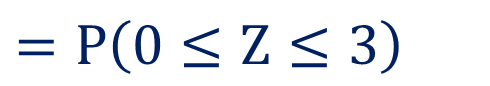 = P(0 ≤ Z ≤ 3)